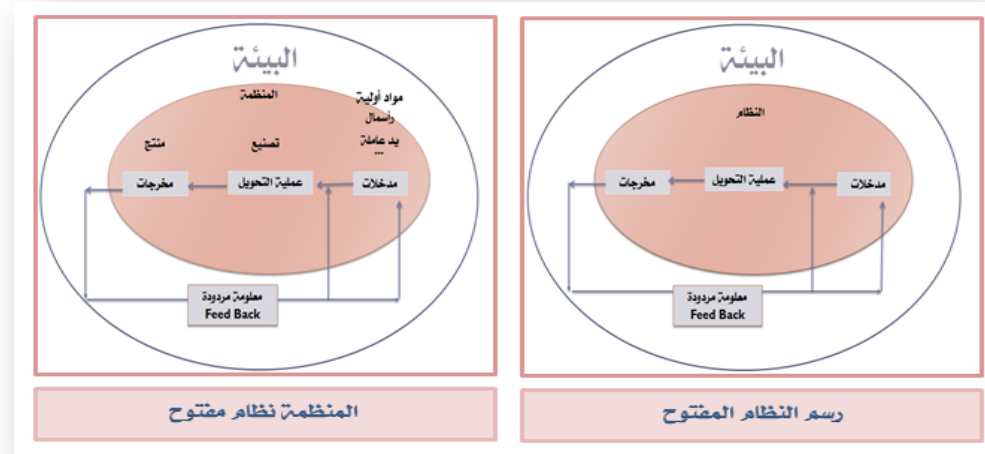 البيئة
النظام
مدخلات
عملية التحويل
مخرجات
معلومة مردودة
Feed Back
رسم النظام المفتوح
البيئة
المنظمة
مواد أولية
رأسمال
يد عاملة
...
تصنيع
منتج
مدخلات
عملية التحويل
مخرجات
معلومة مردودة
Feed Back
المنظمة نظام مفتوح